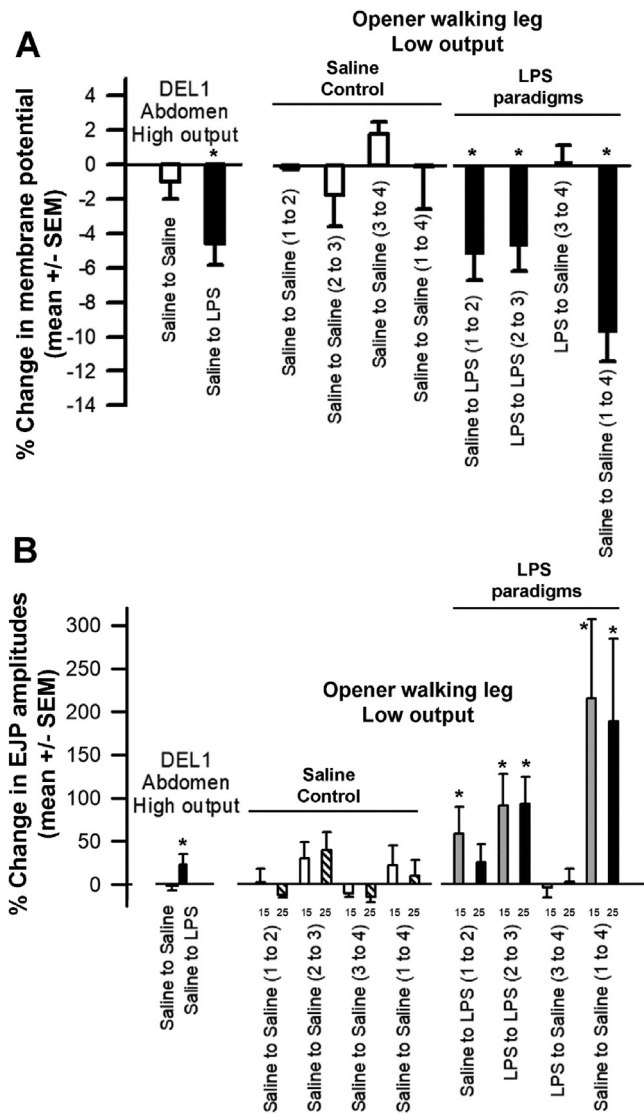 A
Opener walking leg
Low output
DEL1
Abdomen
High output
Saline
Control
LPS
paradigms
% Change in membrane potential
(mean +/- SEM)
4
2
0
-2
-4
-6
-8
-10
-12
-14
*
* * *
Saline to Saline
Saline to LPS
Saline to Saline (1 to 2)
Saline to Saline (2 to 3)
Saline to Saline (3 to 4)
Saline to Saline (1 to 4)
Saline to LPS (1 to 2)
LPS to LPS (2 to 3)
LPS to Saline (3 to 4)
Saline to Saline (1 to 4)
B
LPS
paradigms
% Change in EJP amplitudes
(mean +/- SEM)
300
250
200
150
100
50
0
Opener walking leg
Low output
DEL1
Abdomen
High output
Saline
Control
*
* * * * *
15 25 15 25 15 25 15 25 15 25 15 25 15 25 15 25
Saline to Saline
Saline to LPS
Saline to Saline (1 to 2)
Saline to Saline (2 to 3)
Saline to Saline (3 to 4)
Saline to Saline (1 to 4)
Saline to LPS (1 to 2)
LPS to LPS (2 to 3)
LPS to Saline (3 to 4)
Saline to Saline (1 to 4)